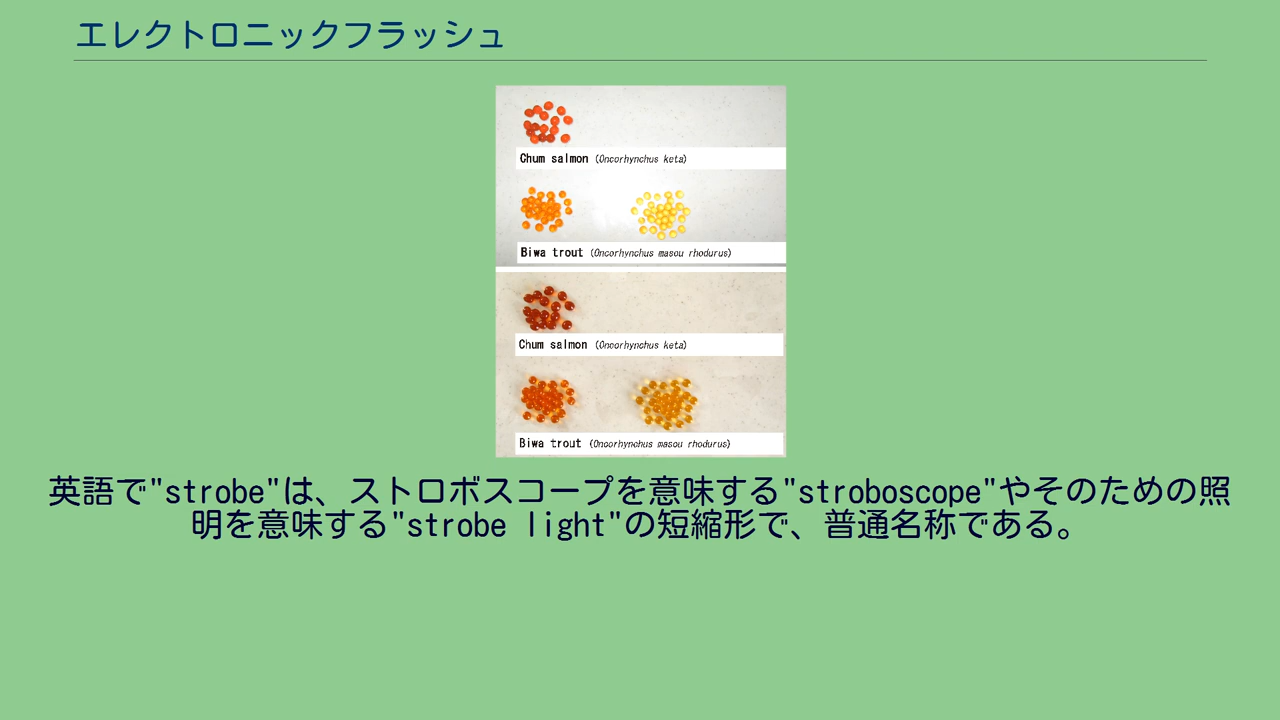 エレクトロニックフラッシュ
Chum salmon (Oncorhynchus keta)
Biwa trout (Oncorhynchus masou rhodurus)
Chum salmon (Oncorhynchus keta)
Biwa trout (Oncorhynchus masou rhodurus)
英語で"strobe"は、ストロボスコープを意味する"stroboscope"やそのための照
明を意味する"strobe light"の短縮形で、普通名称である。